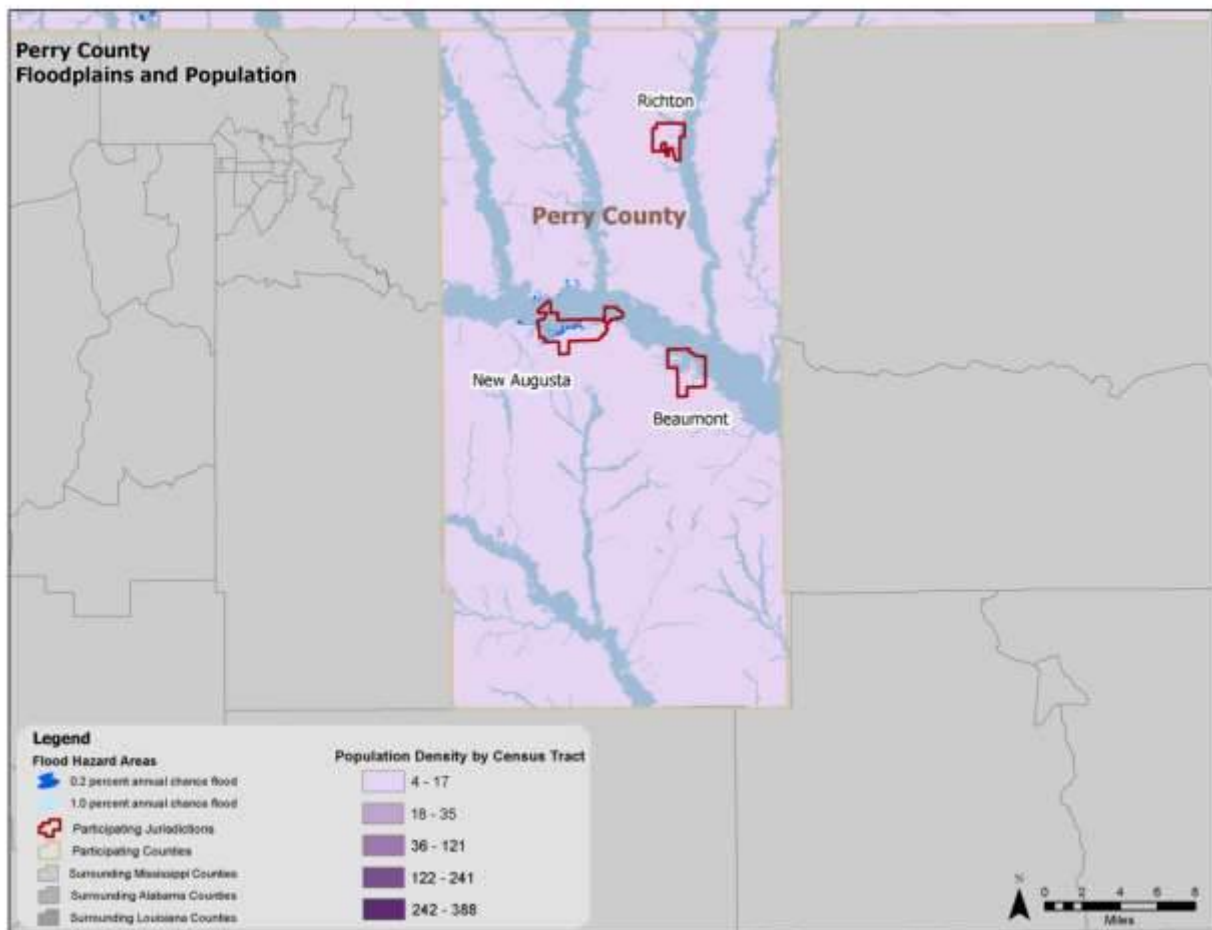 Perry County
Floodplains and Population
Richton
Perry County
New Augusta
Beaumont
Legend
Flood Hazard Areas
0.2 percent annual chance flood
1.0 percent annual chance flood
Participating Jurisdictions
Participating Counties
Surrounding Mississippi Counties
Surrounding Alabama Counties
Surrounding Louisiana Counties
Population Density by Census Tract
4 - 17
18 - 35
36 - 121
122 - 241
242 - 388
N
0 2 4 6 8
Miles